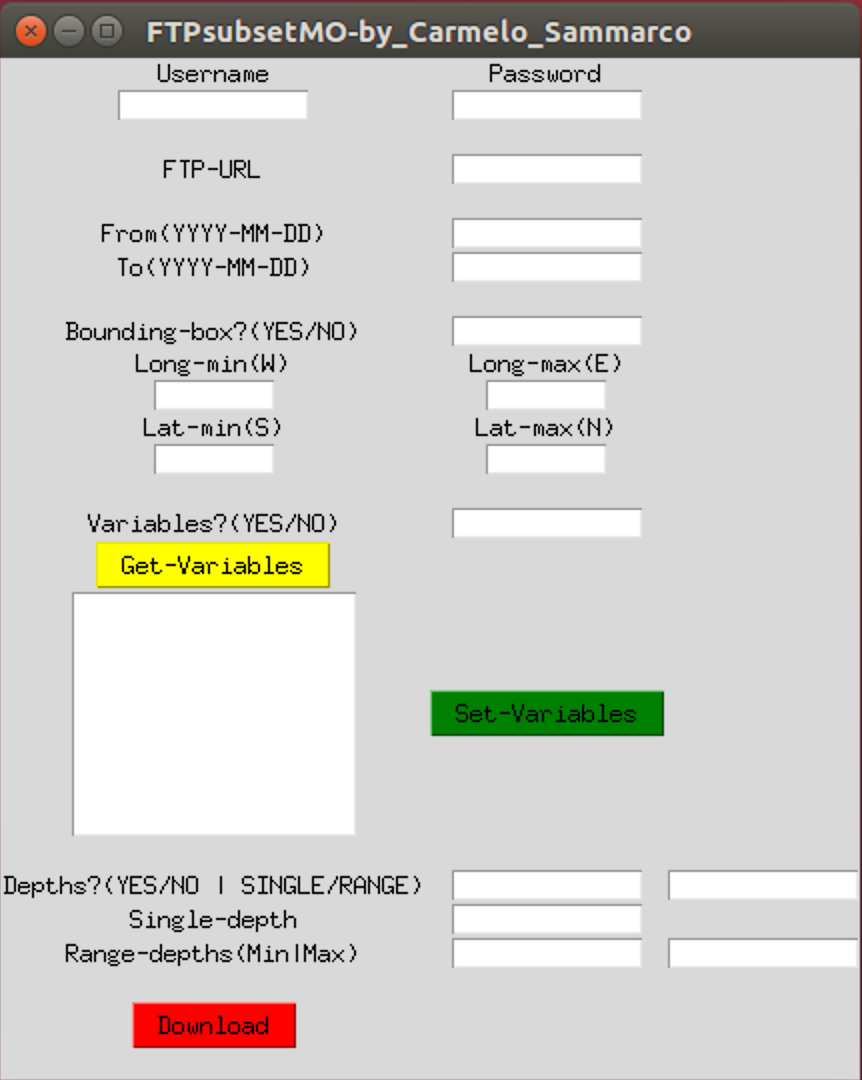 FTPsubsetMO-by_Carmelo_Sammarco
Username Password
FTP-URL
From(YYYY-MM-DD)
To(YYYY-MM-DD)
Bounding-box?(YES/NO)
Long-min(W) Long-max(E)
Lat-min(S) Lat-max(N)
Variables?(YES/NO)
Get-Variables
Set-Variables
Depths?(YES/NO | SINGLE/RANGE)
Single-depth
Range-depths(Min|Max)
Download